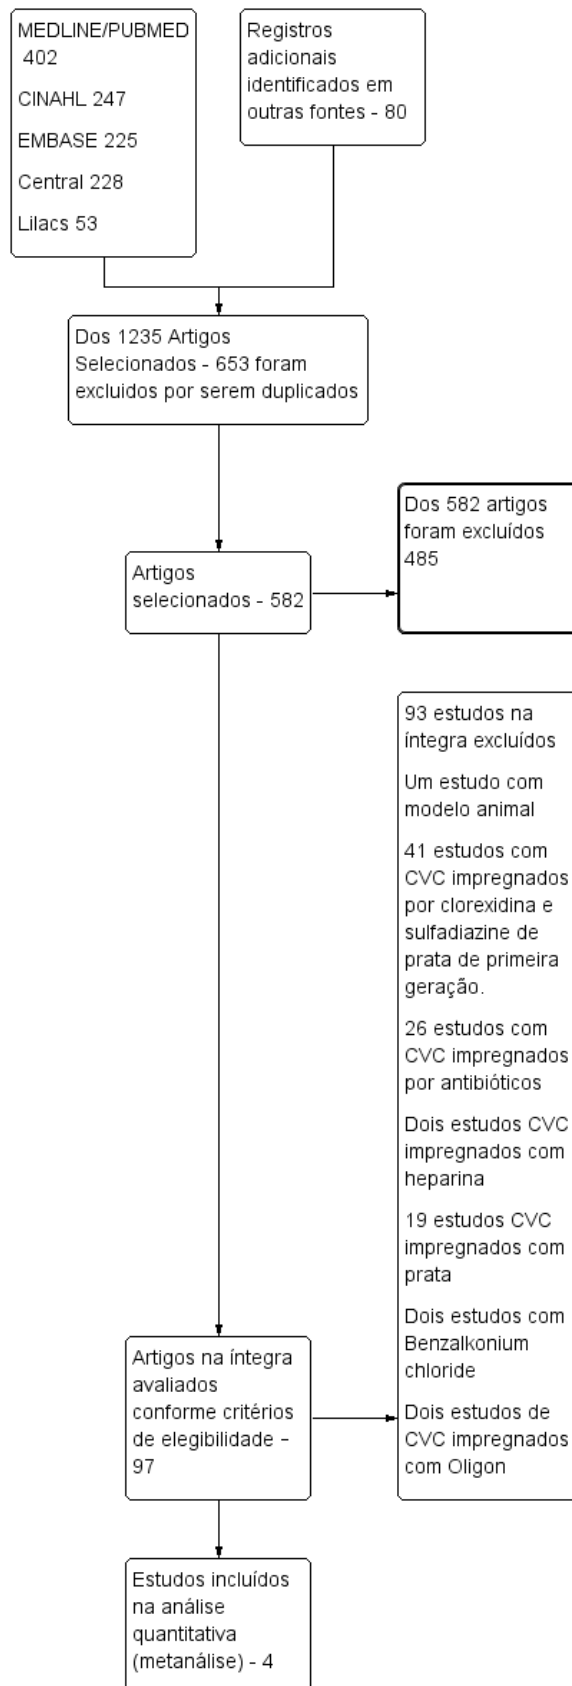 MEDLINE/PUBMED
402
CINAHL 247
EMBASE 225
Central 228
Lilacs 53
Registros
adicionais
identificados em
outras fontes - 80
Dos 1235 Artigos
Selecionados - 653 foram
excluidos por serem duplicados
Artigos
selecionados - 582
Dos 582 artigos
foram excluídos
485
93 estudos na
íntegra excluídos
Um estudo com
modelo animal
41 estudos com
CVC impregnados
por clorexidina e
sulfadiazine de
prata de primeira
geração.
26 estudos com
CVC impregnados
por antibióticos
Dois estudos CVC
impregnados com
heparina
19 estudos CVC
impregnados com
prata
Dois estudos com
Benzalkonium
chloride
Dois estudos de
CVC impregnados
com Oligon
Artigos na íntegra
avaliados
conforme critérios
de elegibilidade -
97
Estudos incluídos
na análise
quantitativa
(metanálise) - 4